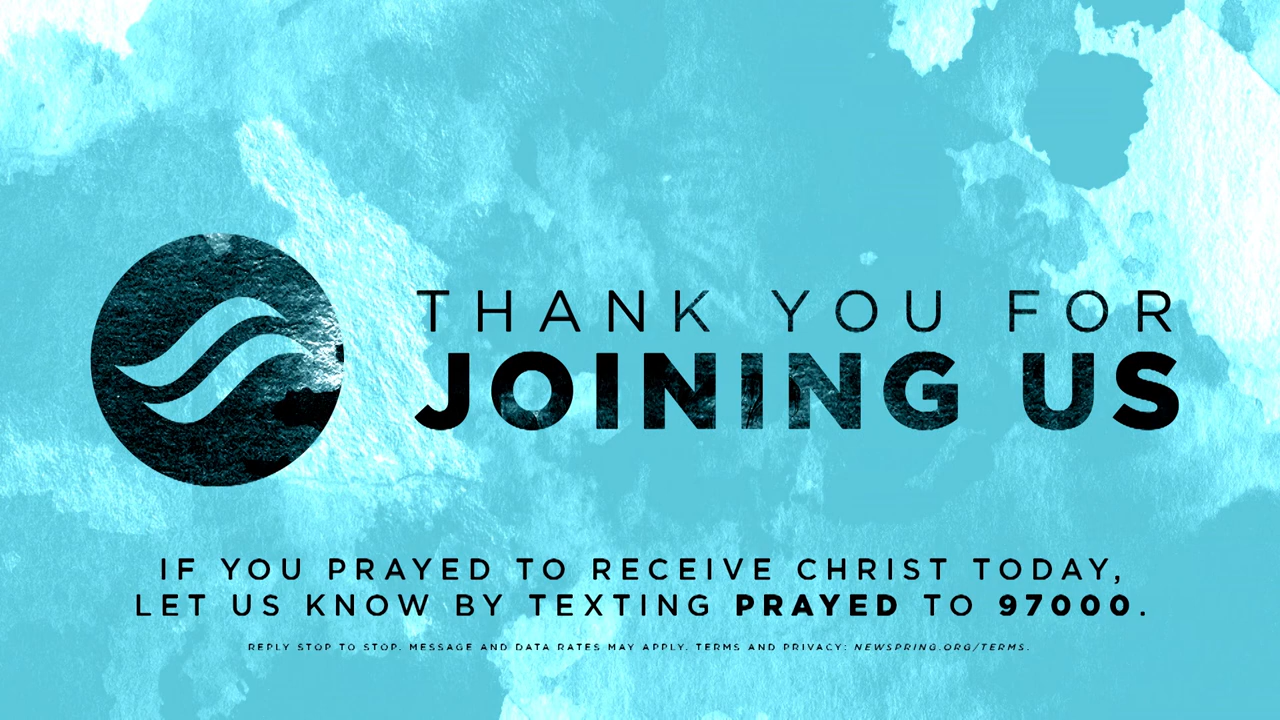 THANK YOU FOR
JOINING US
IF YOU PRAYED TO RECEIVE CHRIST TODAY,
LET US KNOW BY TEXTING PRAYED TO 97000.
REPLY STOP TO STOP. MESSAGE AND DATA RATES MAY APPLY. TERMS AND PRIVACY: NEWSPRING.ORG/TERMS.